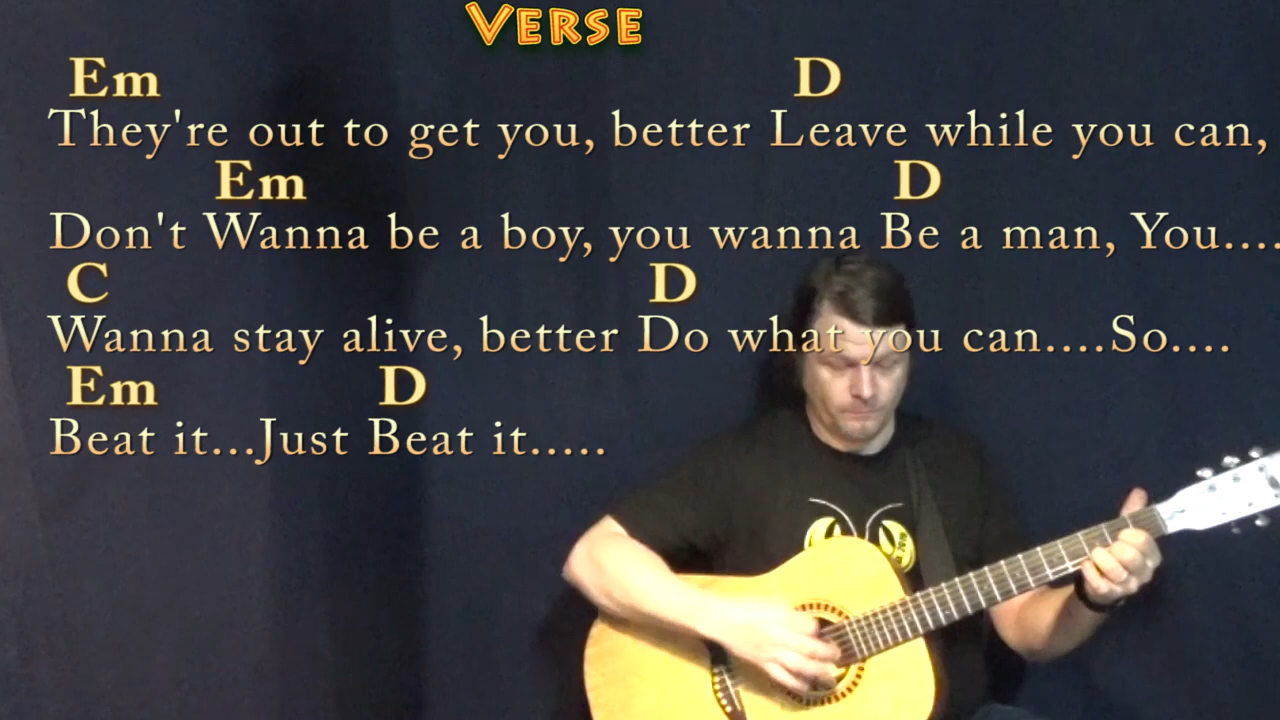 VERSE
Em D
They're out to get you, better Leave while you can,
Em D
Don't Wanna be a boy, you wanna Be a man, You....
C D
Wanna stay alive, better Do what you can....So....
Em D
Beat it...Just Beat it.....